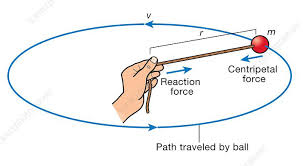 v
r
m
Reaction
force
Centripetal
force
Path traveled by ball